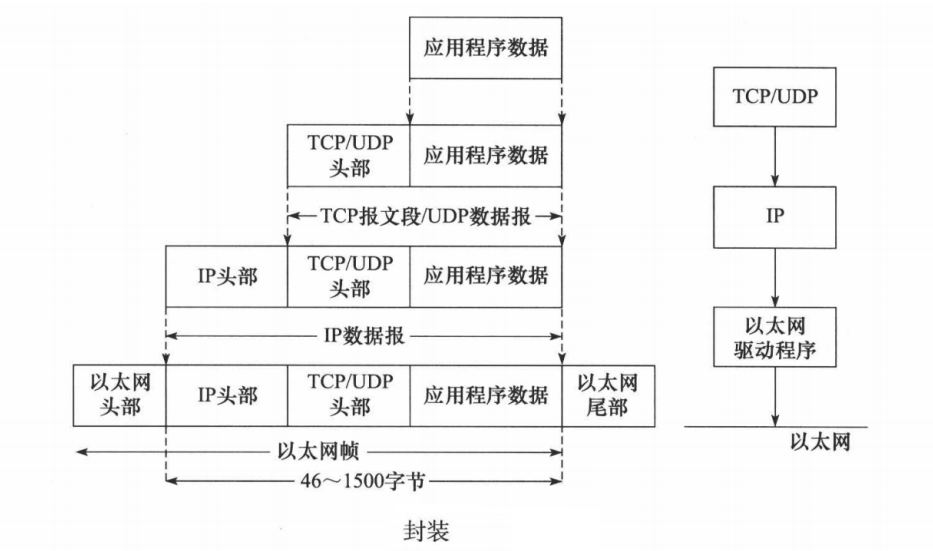 应用程序数据
TCP/UDP
头部
应用程序数据
TCP报文段/UDP数据报
IP头部
TCP/UDP
头部
应用程序数据
IP数据报
以太网
头部
IP头部
TCP/UDP
头部
应用程序数据
以太网
尾部
以太网帧
46～1500字节
TCP/UDP
IP
以太网
驱动程序
以太网
封装